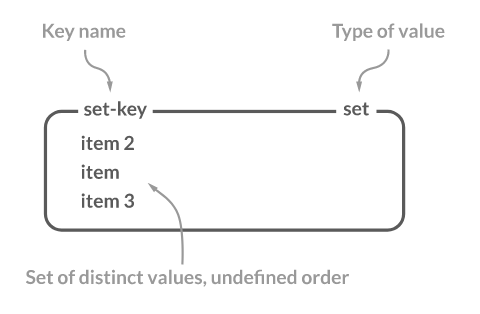 Key name
Type of value
set-key
set
item 2
item
item 3
Set of distinct values, undefined order